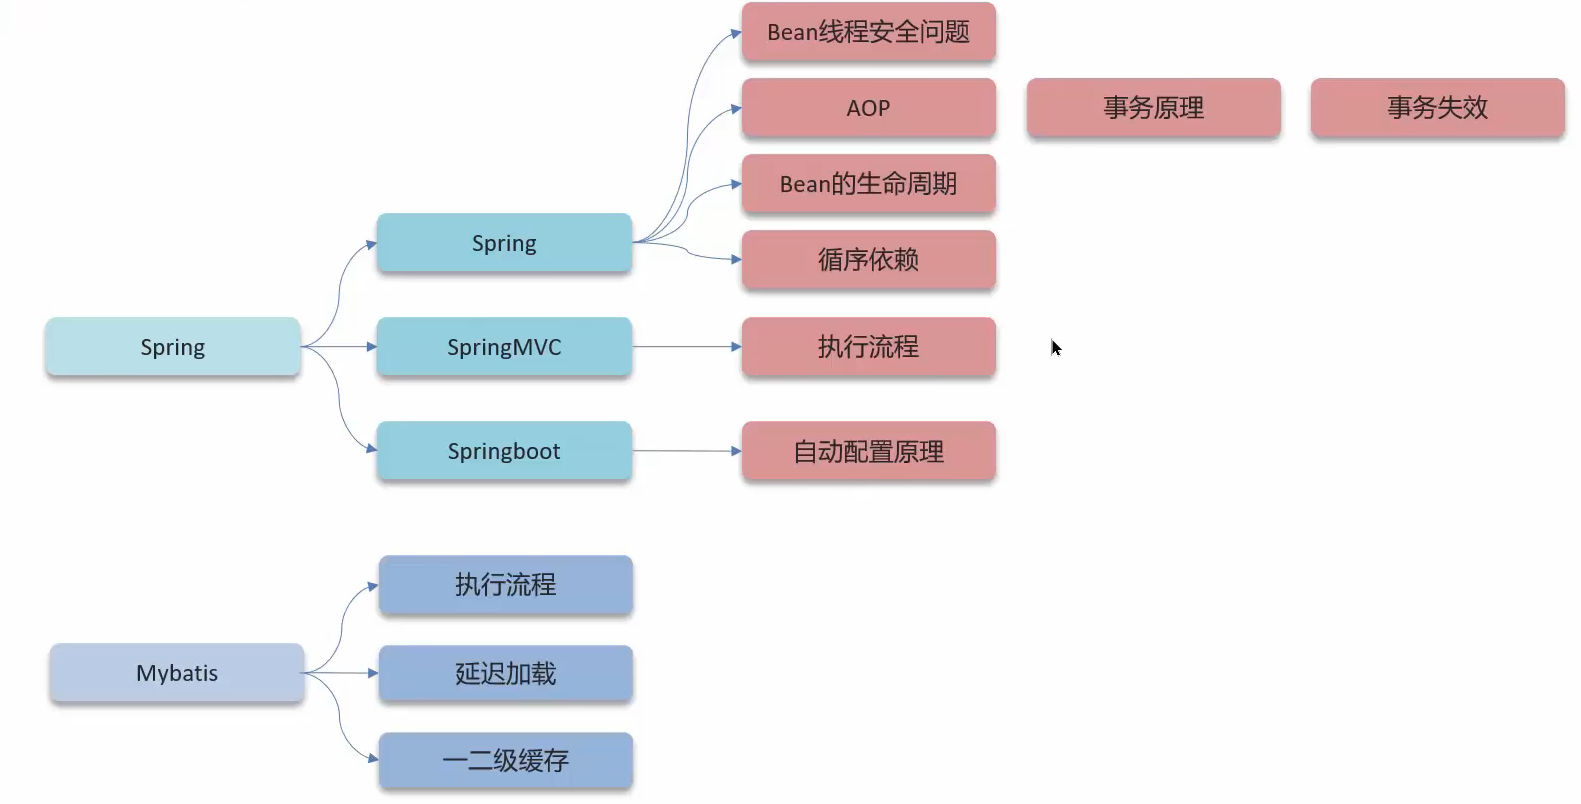 Bean线程安全问题
AOP
事务原理
事务失效
Bean的生命周期
Spring
循序依赖
Spring
SpringMVC
执行流程
Springboot
自动配置原理
执行流程
Mybatis
延迟加载
一二级缓存